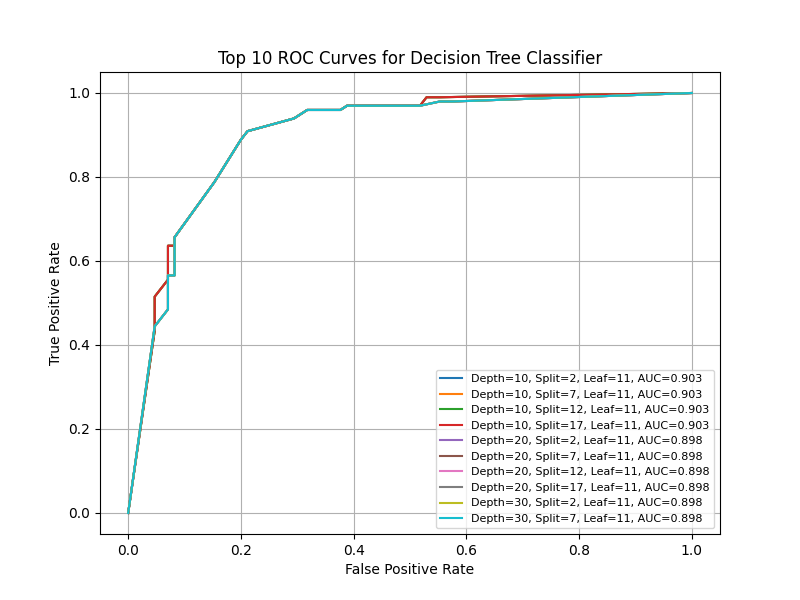 Top 10 ROC Curves for Decision Tree Classifier
True Positive Rate
1.0
0.8
0.6
0.4
0.2
0.0
Depth=10, Split=2, Leaf=11, AUC=0.903
Depth=10, Split=7, Leaf=11, AUC=0.903
Depth=10, Split=12, Leaf=11, AUC=0.903
Depth=10, Split=17, Leaf=11, AUC=0.903
Depth=20, Split=2, Leaf=11, AUC=0.898
Depth=20, Split=7, Leaf=11, AUC=0.898
Depth=20, Split=12, Leaf=11, AUC=0.898
Depth=20, Split=17, Leaf=11, AUC=0.898
Depth=30, Split=2, Leaf=11, AUC=0.898
Depth=30, Split=7, Leaf=11, AUC=0.898
0.0 0.2 0.4 0.6 0.8 1.0
False Positive Rate